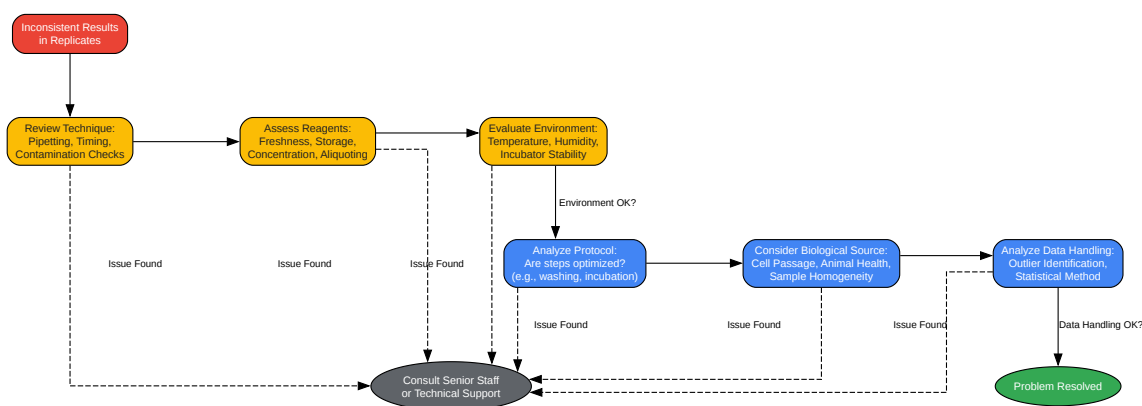 Inconsistent Results
in Replicates
Review Technique:
Pipetting, Timing,
Contamination Checks
Assess Reagents:
Freshness, Storage,
Concentration, Aliquoting
Evaluate Environment:
Temperature, Humidity,
Incubator Stability
Environment OK?
Analyze Protocol:
Are steps optimized?
(e.g., washing, incubation)
Consider Biological Source:
Cell Passage, Animal Health,
Sample Homogeneity
Analyze Data Handling:
Outlier Identification,
Statistical Method
Issue Found
Issue Found
Issue Found
Issue Found
Issue Found
Issue Found
Data Handling OK?
Consult Senior Staff
or Technical Support
Problem Resolved